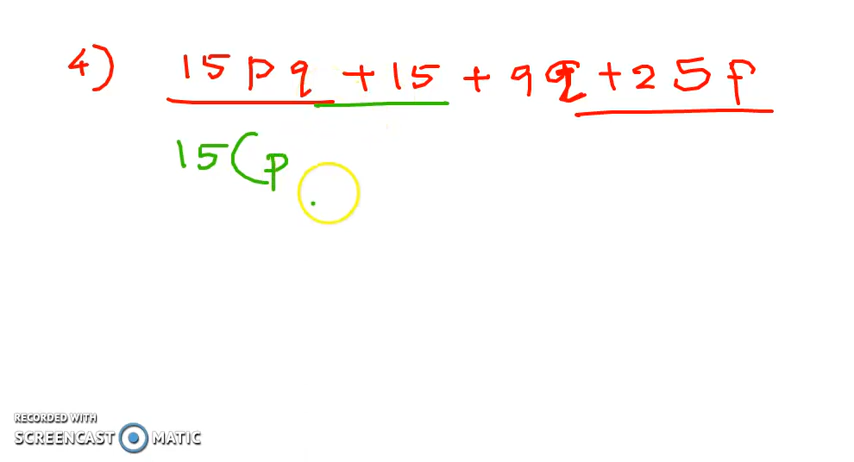 4) 15pq + 15 + 9q + 25p
15(p
RECORDED WITH
SCREENCAST MATIC